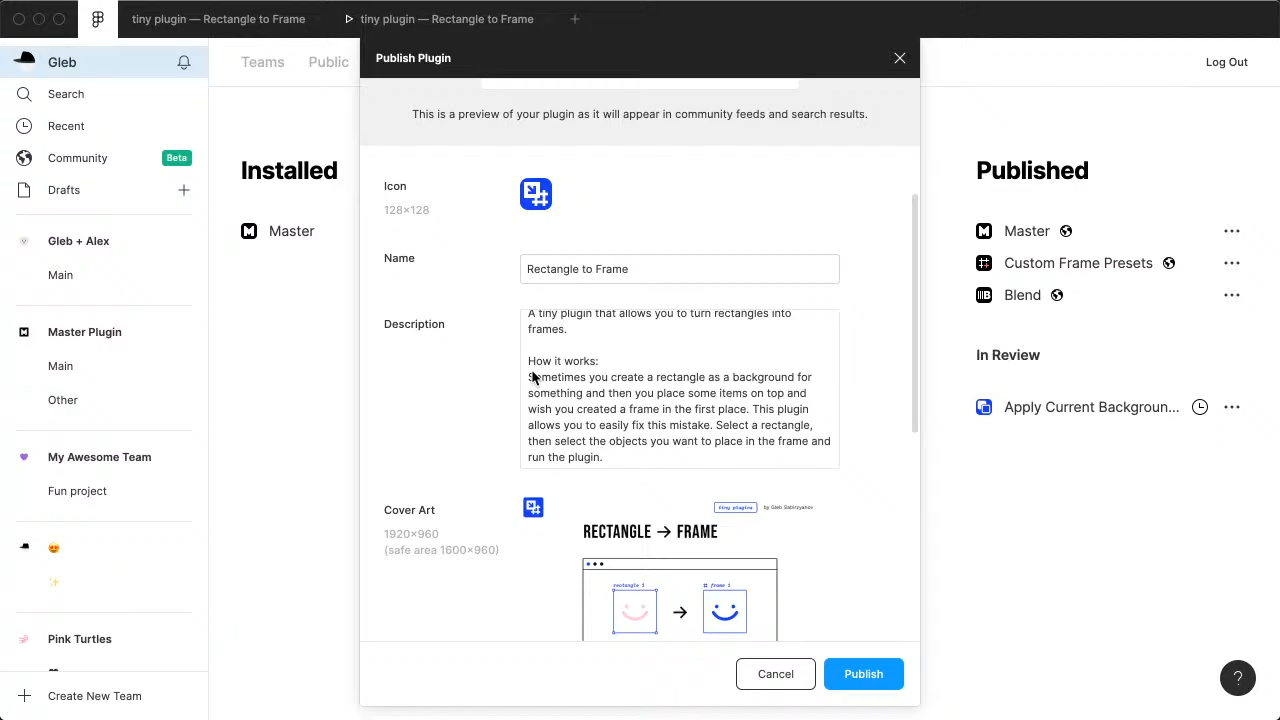 tiny plugin — Rectangle to Frame
tiny plugin — Rectangle to Frame
Gleb
Search
Recent
Community
Beta
Drafts
Gleb + Alex
Main
Master Plugin
Main
Other
My Awesome Team
Fun project
Pink Turtles
Create New Team
Teams
Public
Log Out
Installed
Master
Publish Plugin
This is a preview of your plugin as it will appear in community feeds and search results.
Icon
128×128
Name
Rectangle to Frame
Description
A tiny plugin that allows you to turn rectangles into
frames.
How it works:
Sometimes you create a rectangle as a background for
something and then you place some items on top and
wish you created a frame in the first place. This plugin
allows you to easily fix this mistake. Select a rectangle,
then select the objects you want to place in the frame and
run the plugin.
Cover Art
1920×960
(safe area 1600×960)
tiny plugins
by Gleb Sabirzyanov
RECTANGLE → FRAME
rectangle 1
# frame 1
Cancel
Publish
Published
Master
Custom Frame Presets
Blend
In Review
Apply Current Backgroun...
?